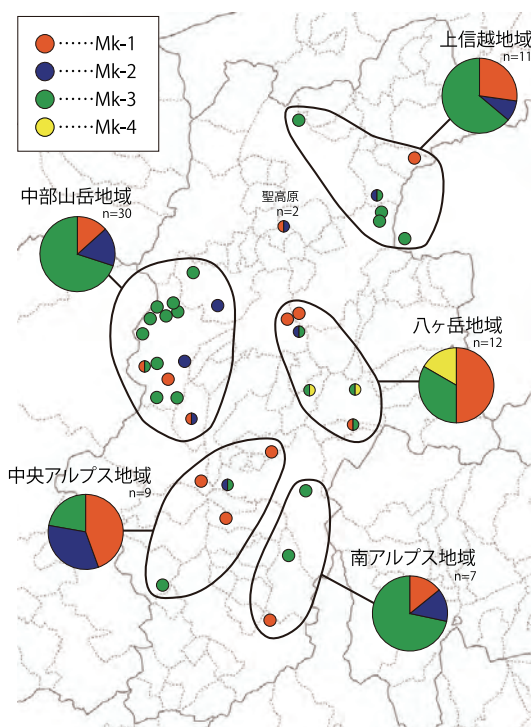 ●……Mk-1
●……Mk-2
●……Mk-3
●……Mk-4
上信越地域
n=11
中部山岳地域
n=30
聖高原
n=2
八ヶ岳地域
n=12
中央アルプス地域
n=9
南アルプス地域
n=7